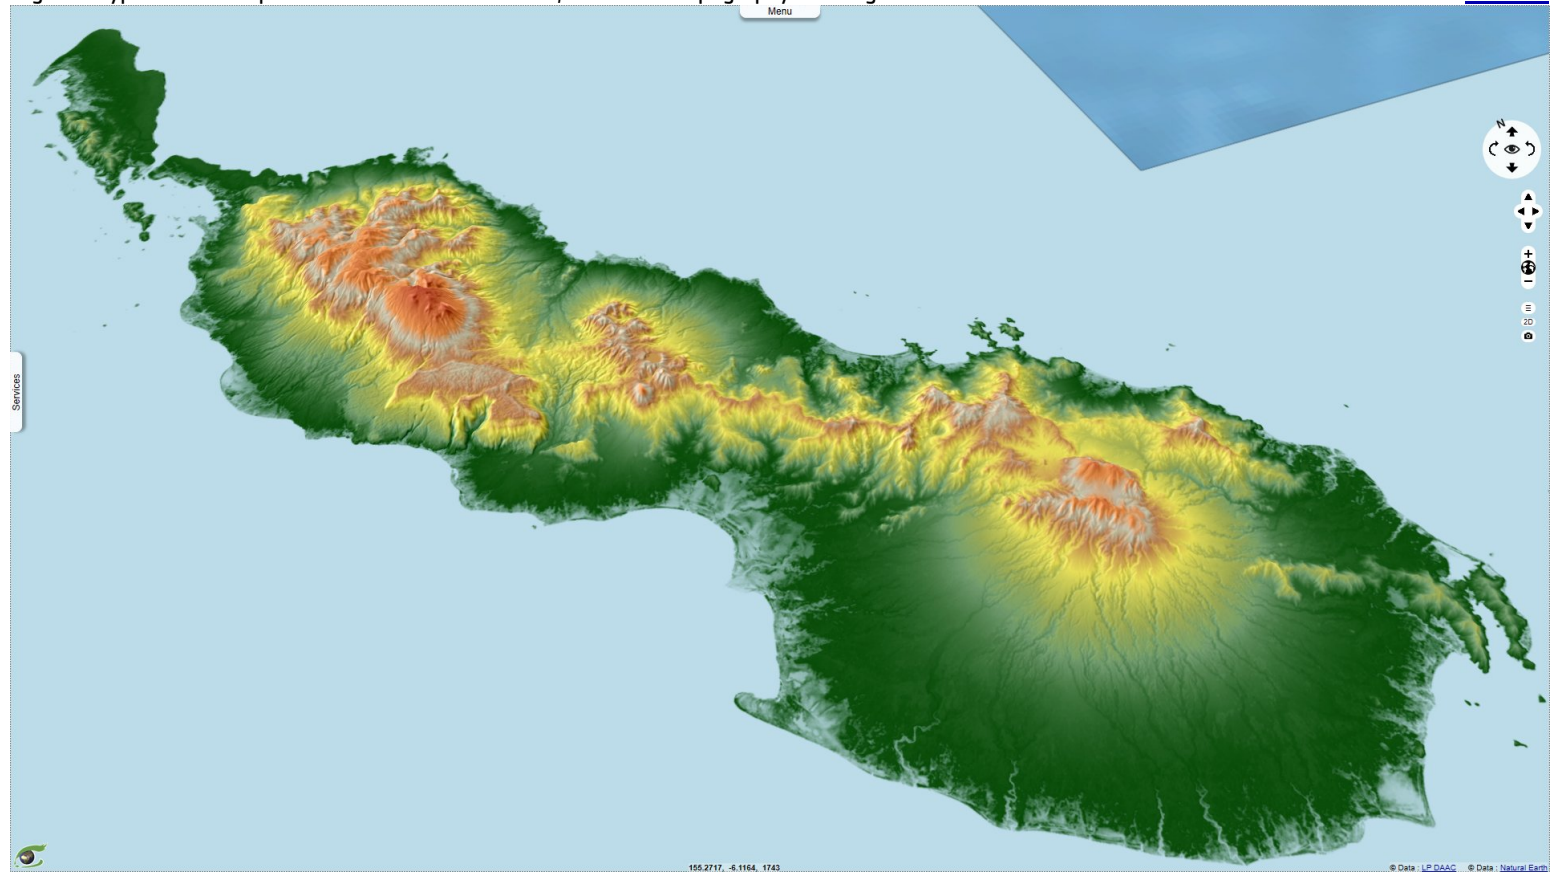 Menu
N
Services
2D
155.2717, -6.1164, 1743
© Data : LP DAAC © Data : Natural Earth